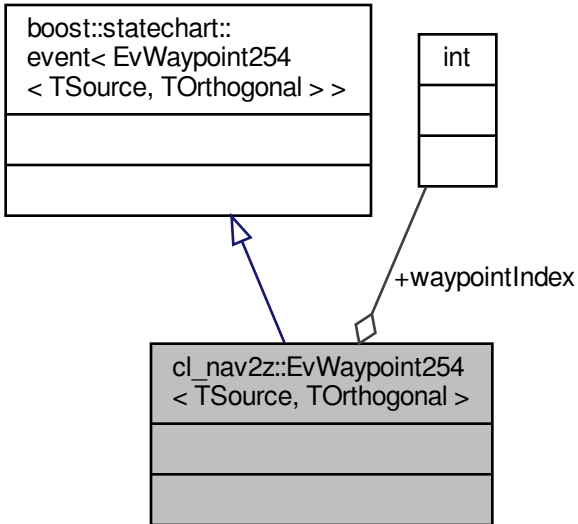 boost::statechart::
event< EvWaypoint254
< TSource, TOrthogonal > >
int
+waypointIndex
cl_nav2z::EvWaypoint254
< TSource, TOrthogonal >